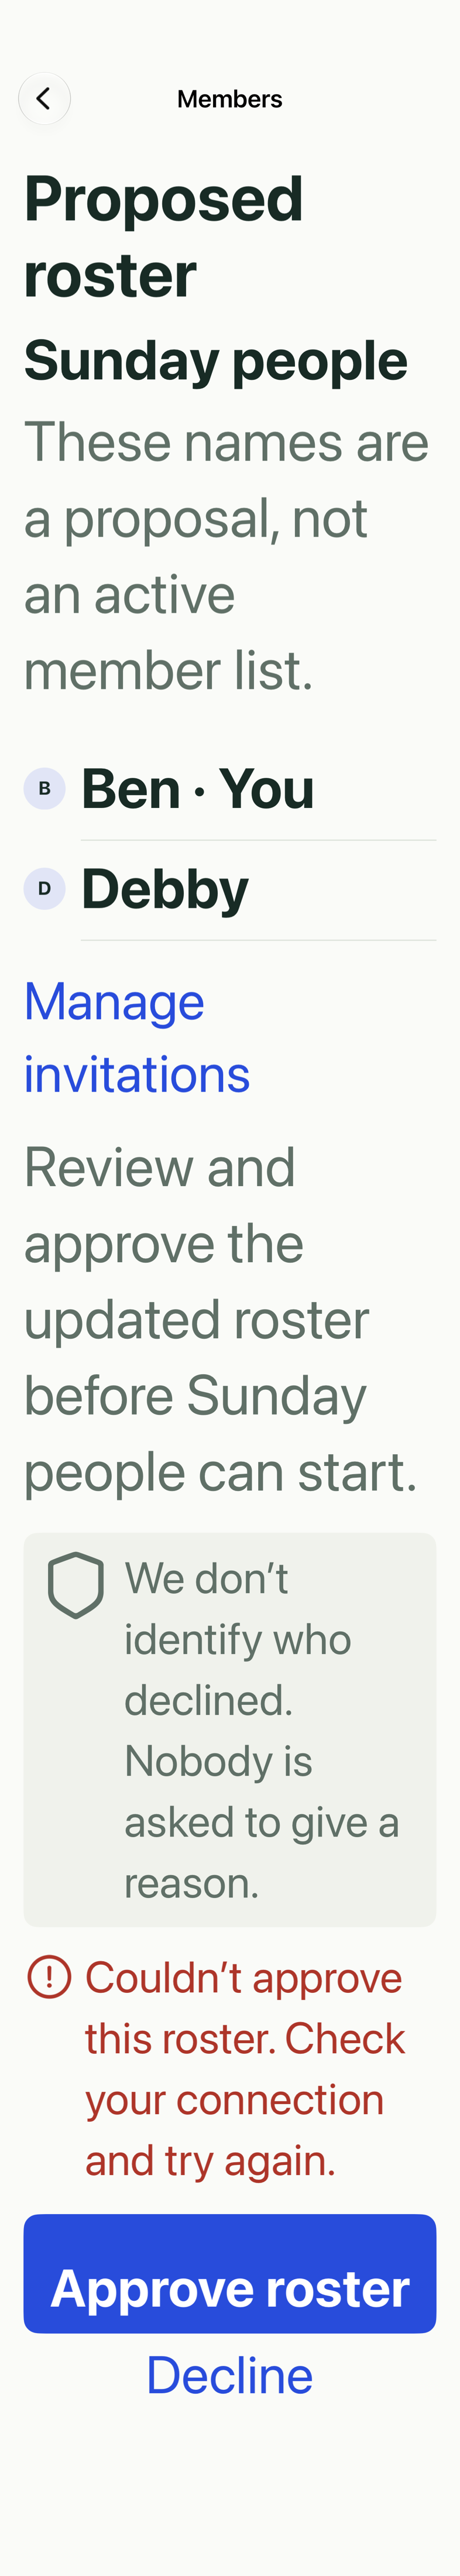 Members
Proposed
roster
Sunday people
These names are
a proposal, not
an active
member list.
B
Ben · You
D
Debby
Manage
invitations
Review and
approve the
updated roster
before Sunday
people can start.
We don’t
identify who
declined.
Nobody is
asked to give a
reason.
Couldn’t approve
this roster. Check
your connection
and try again.
Approve roster
Decline